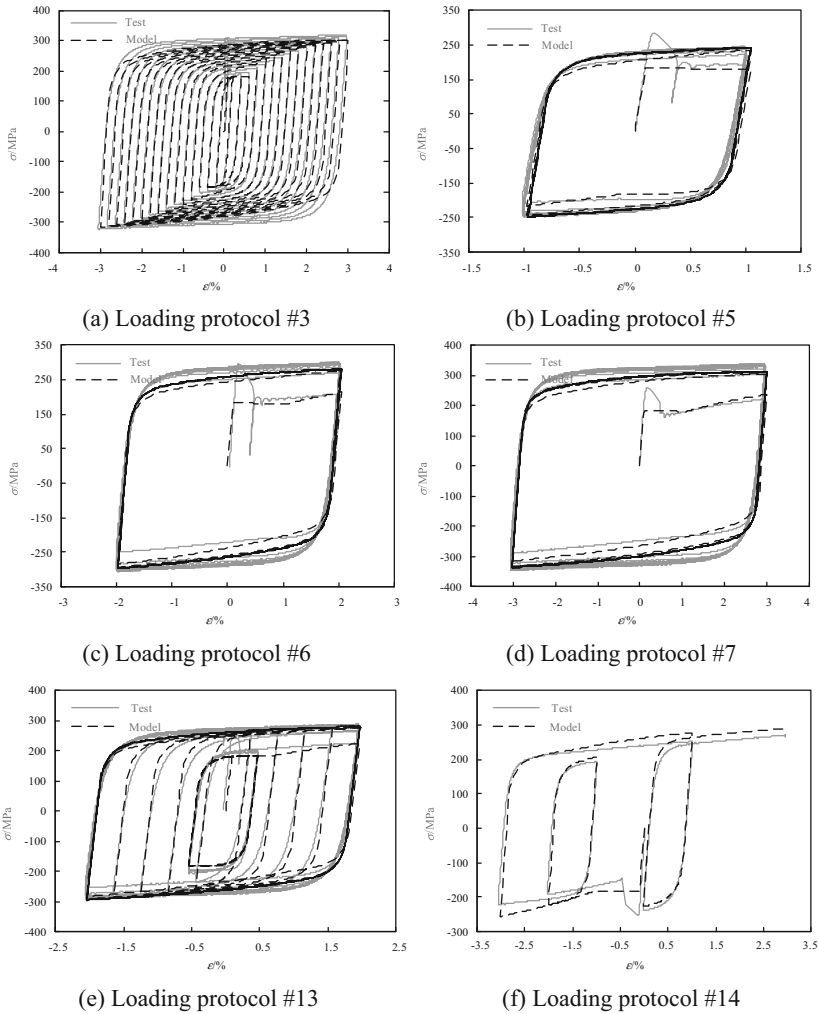 400
300
200
100
0
-100
-200
-300
-400
σ/MPa
Test
Model
-4 -3 -2 -1 0 1 2 3 4
ε/%
(a) Loading protocol #3
350
250
150
50
-50
-150
-250
-350
σ/MPa
Test
Model
-1.5 -1 -0.5 0 0.5 1 1.5
ε/%
(b) Loading protocol #5
350
250
150
50
-50
-150
-250
-350
σ/MPa
Test
Model
-3 -2 -1 0 1 2 3
ε/%
(c) Loading protocol #6
400
300
200
100
0
-100
-200
-300
-400
σ/MPa
Test
Model
-4 -3 -2 -1 0 1 2 3 4
ε/%
(d) Loading protocol #7
400
300
200
100
0
-100
-200
-300
-400
σ/MPa
Test
Model
-2.5 -1.5 -0.5 0.5 1.5 2.5
ε/%
(e) Loading protocol #13
400
300
200
100
0
-100
-200
-300
σ/MPa
Test
Model
-3.5 -2.5 -1.5 -0.5 0.5 1.5 2.5 3.5
ε/%
(f) Loading protocol #14